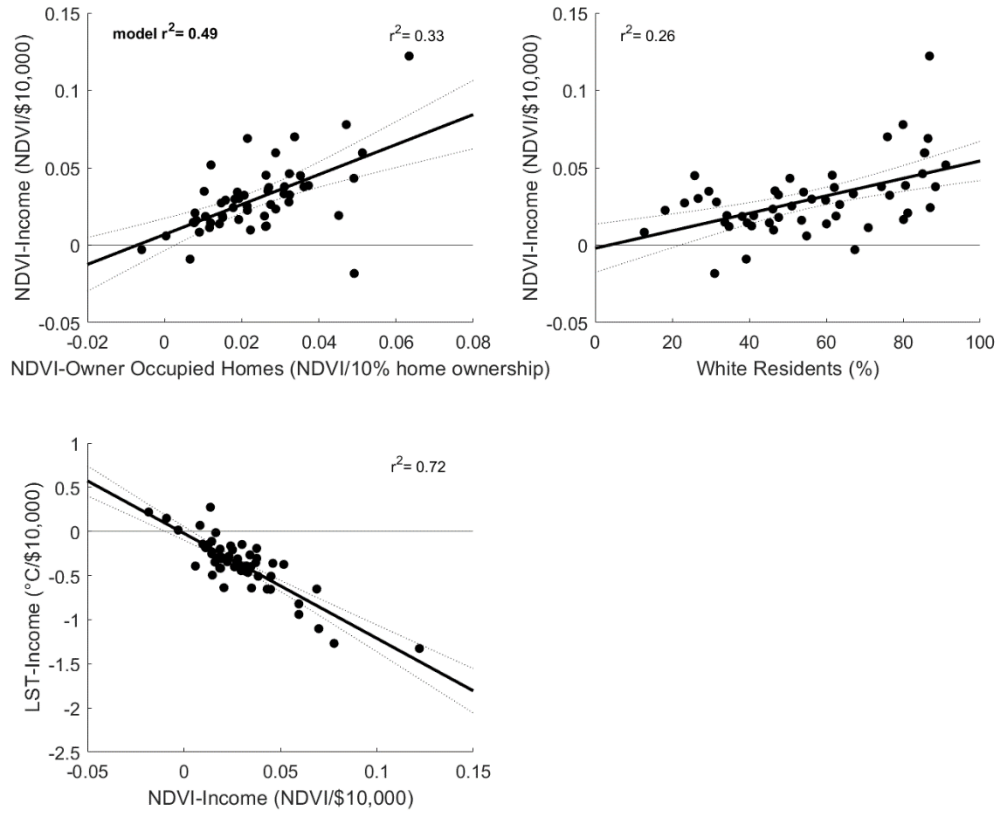 0.15
0.1
0.05
0
-0.05
NDVI-Income (NDVI/$10,000)
model r²= 0.49
r²= 0.33
-0.02 0 0.02 0.04 0.06 0.08
NDVI-Owner Occupied Homes (NDVI/10% home ownership)
0.15
0.1
0.05
0
-0.05
NDVI-Income (NDVI/$10,000)
r²= 0.26
0 20 40 60 80 100
White Residents (%)
1
0.5
0
-0.5
-1
-1.5
-2
-2.5
LST-Income (°C/$10,000)
r²= 0.72
-0.05 0 0.05 0.1 0.15
NDVI-Income (NDVI/$10,000)